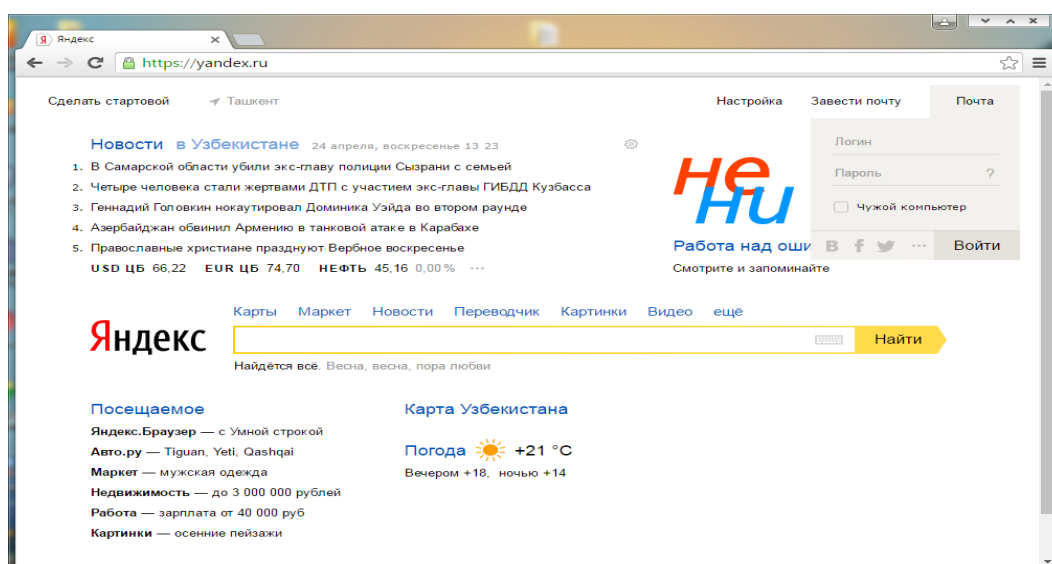 Яндекс
https://yandex.ru
Сделать стартовой Ташкент Настройка Завести почту Почта
Новости в Узбекистане 24 апреля, воскресенье 13 23
1. В Самарской области убили экс-главу полиции Сызрани с семьей
2. Четыре человека стали жертвами ДТП с участием экс-главы ГИБДД Кузбасса
3. Геннадий Головкин нокаутировал Доминика Уэйда во втором раунде
4. Азербайджан обвинил Армению в танковой атаке в Карабахе
5. Православные христиане празднуют Вербное воскресенье
USD ЦБ 66,22 EUR ЦБ 74,70 НЕФТЬ 45,16 0,00% ···
не
ни
Работа над оши
Смотрите и запоминайте
Логин
Пароль ?
Чужой компьютер
В f ··· Войти
Карты Маркет Новости Переводчик Картинки Видео ещё
Яндекс Найти
Найдётся всё. Весна, весна, пора любви
Посещаемое
Яндекс.Браузер — с Умной строкой
Авто.ру — Tiguan, Yeti, Qashqai
Маркет — мужская одежда
Недвижимость — до 3 000 000 рублей
Работа — зарплата от 40 000 руб
Картинки — осенние пейзажи
Карта Узбекистана
Погода +21 °C
Вечером +18, ночью +14